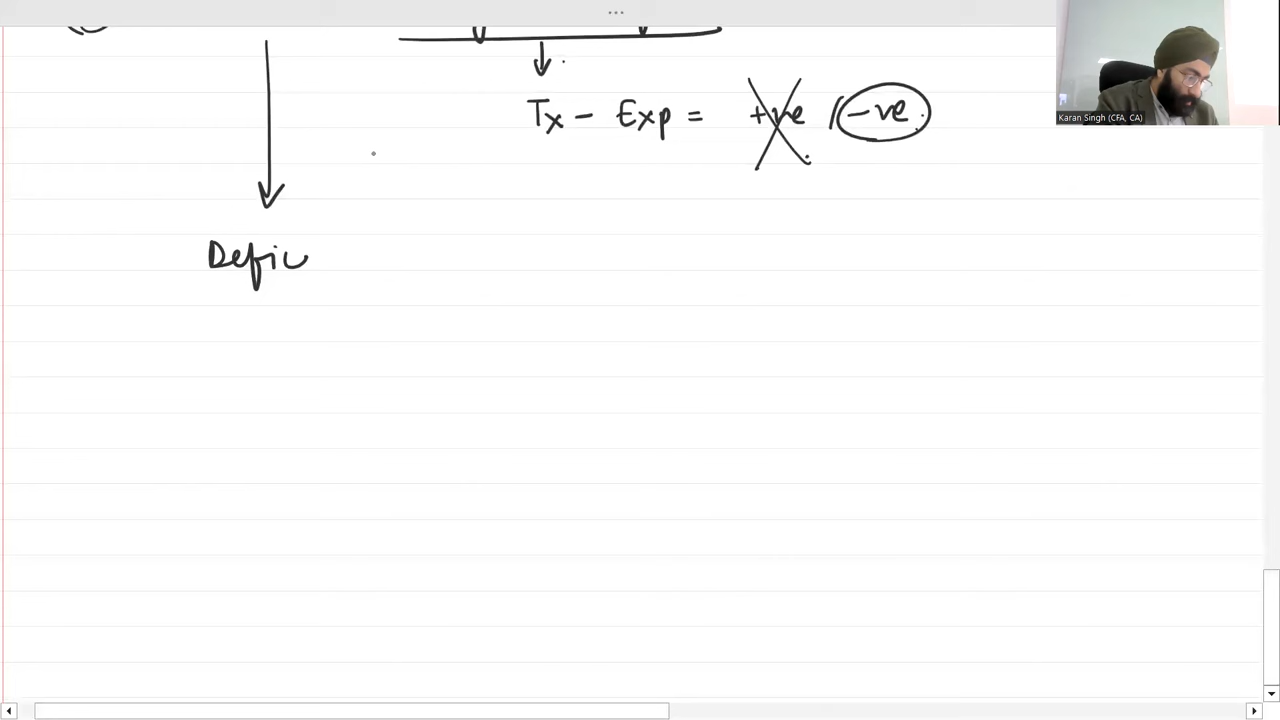 Tx - Exp = +ve / -ve
Karan Singh (CFA, CA)
Defic